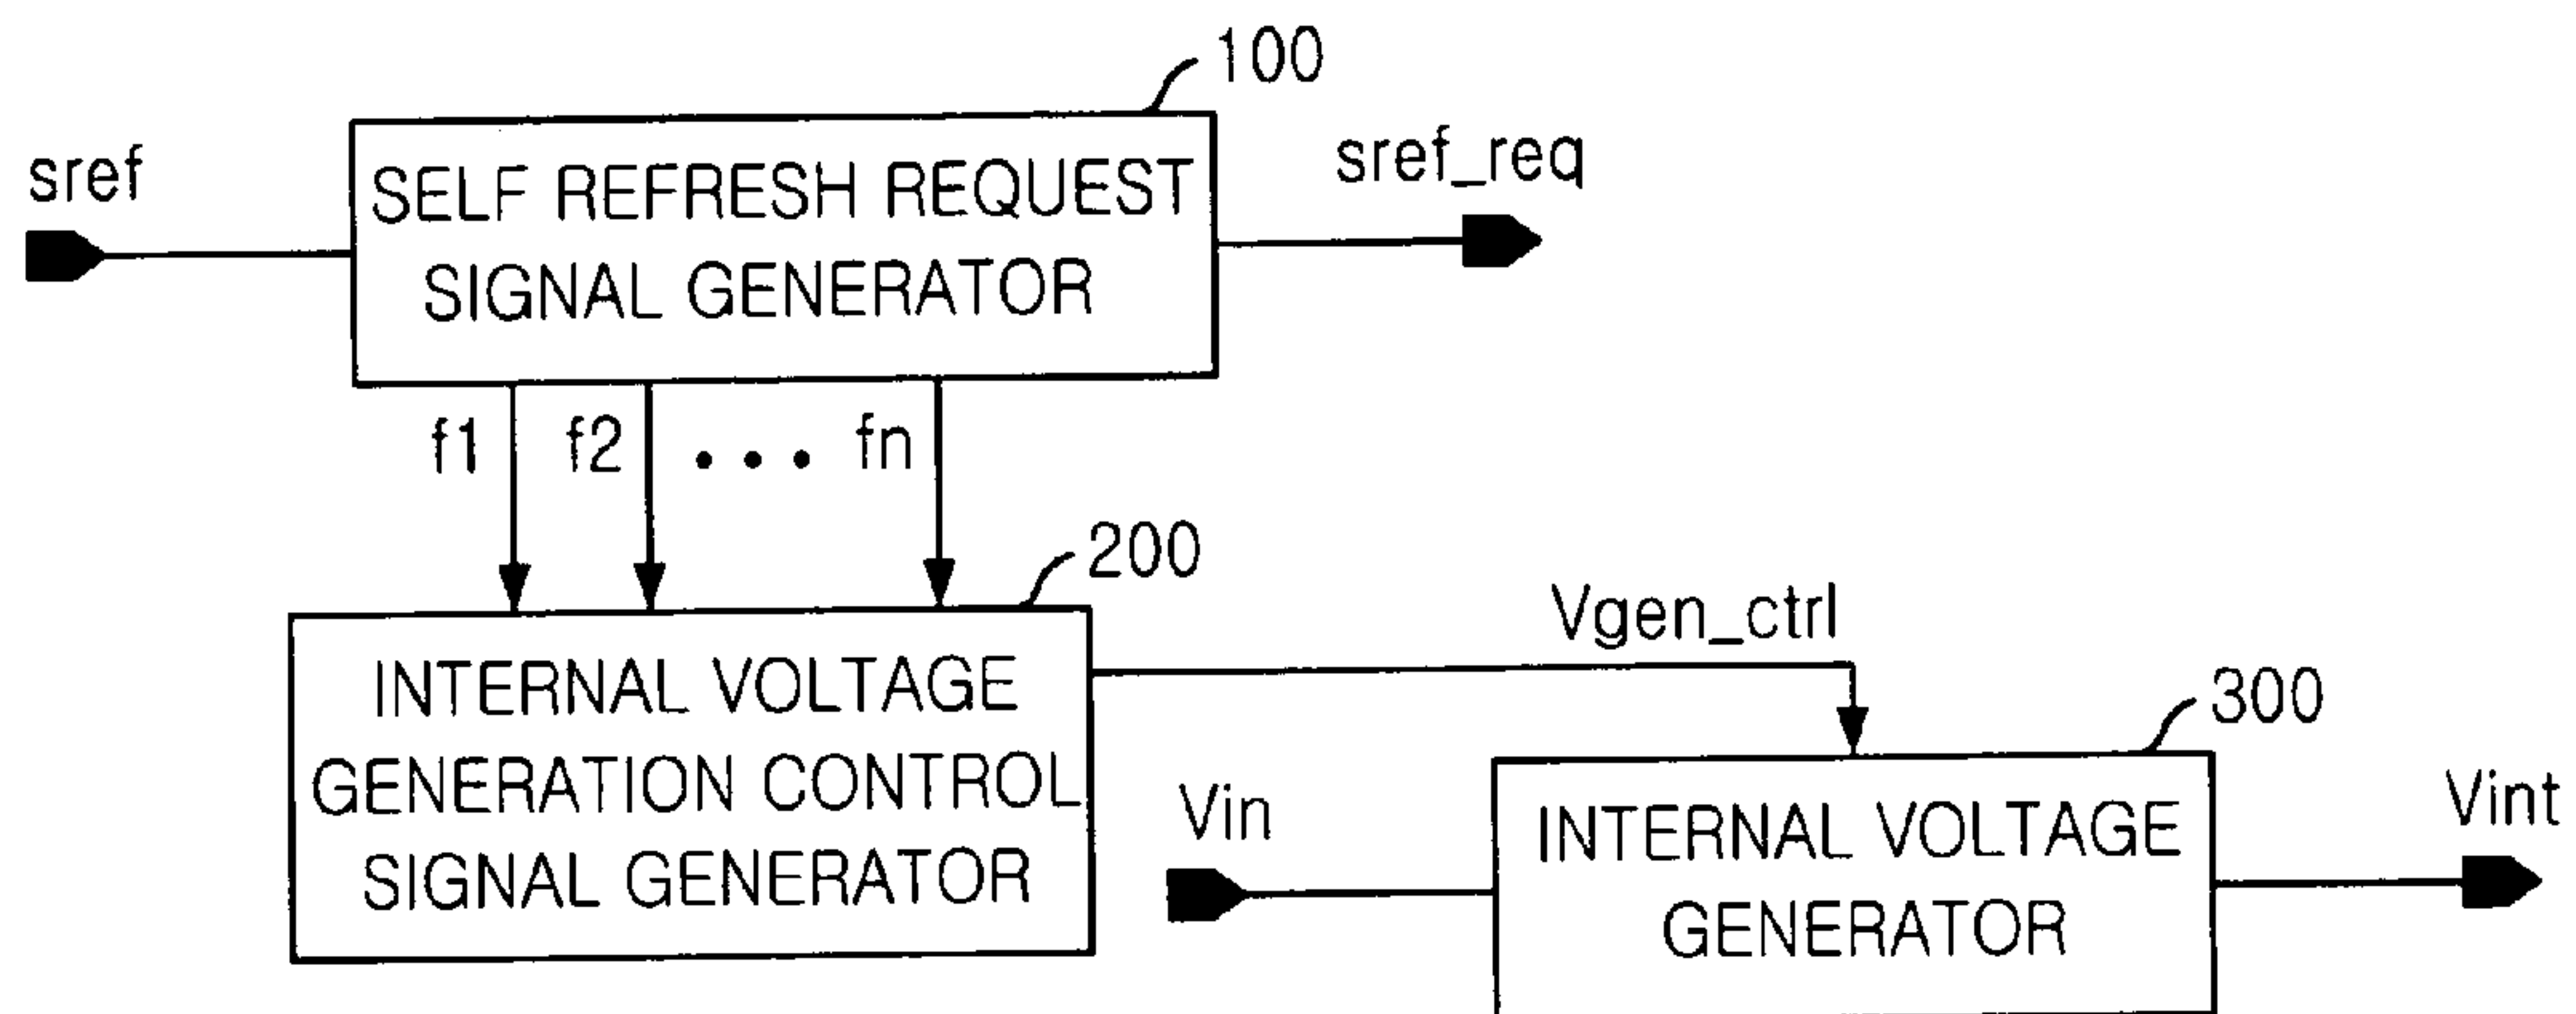 100
sref
SELF REFRESH REQUEST
SIGNAL GENERATOR
sref_req
f1 f2 ... fn
200
INTERNAL VOLTAGE
GENERATION CONTROL
SIGNAL GENERATOR
Vgen_ctrl
300
Vin
INTERNAL VOLTAGE
GENERATOR
Vint